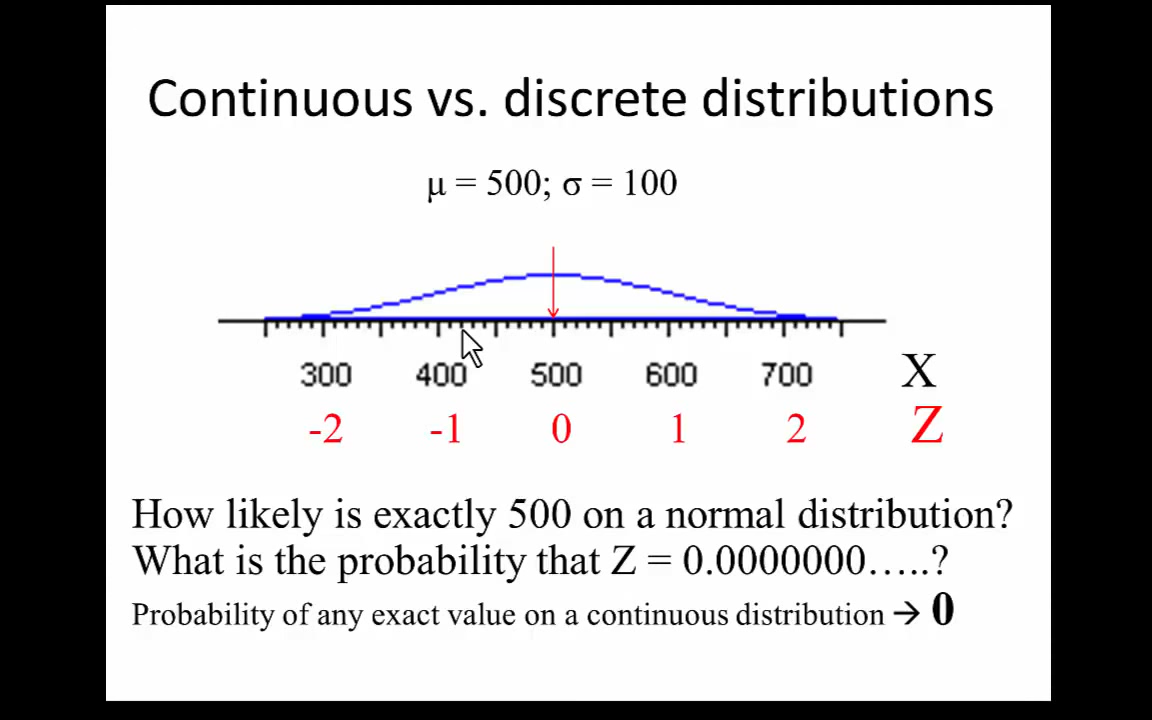 Continuous vs. discrete distributions
μ = 500; σ = 100
300 400 500 600 700 X
-2 -1 0 1 2 Z
How likely is exactly 500 on a normal distribution?
What is the probability that Z = 0.0000000…..?
Probability of any exact value on a continuous distribution → 0